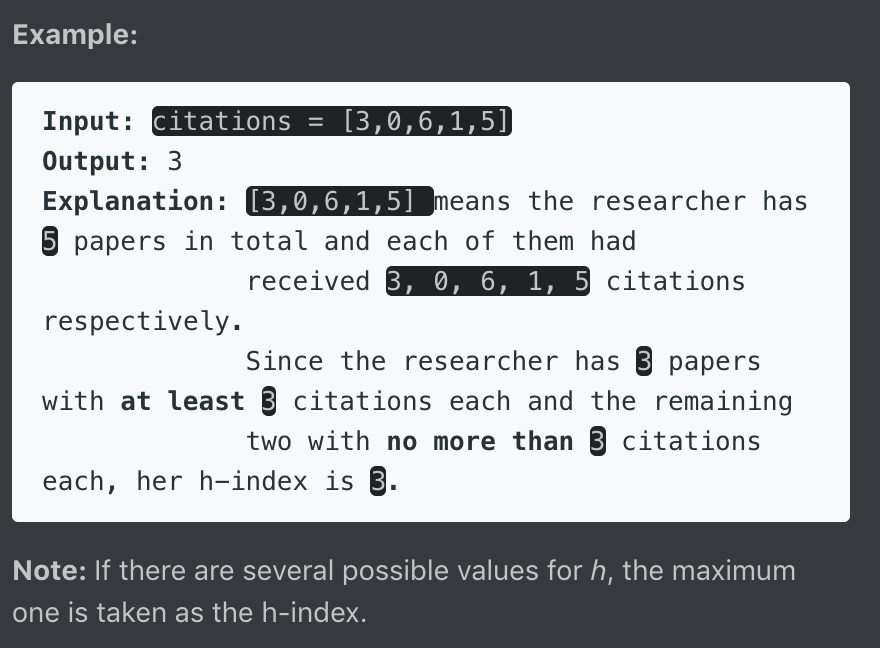 Example:
Input: citations = [3,0,6,1,5]
Output: 3
Explanation: [3,0,6,1,5] means the researcher has
5 papers in total and each of them had
received 3, 0, 6, 1, 5 citations
respectively.
Since the researcher has 3 papers
with at least 3 citations each and the remaining
two with no more than 3 citations
each, her h-index is 3.
Note: If there are several possible values for h, the maximum
one is taken as the h-index.